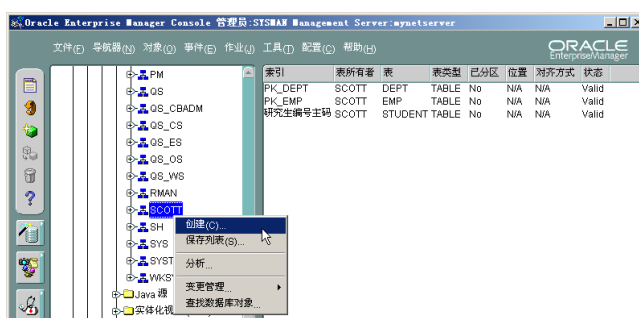 Oracle Enterprise Manager Console 管理员:SYSMAN Management Server:mynetserver
文件(F) 导航器(N) 对象(O) 事件(E) 作业(J) 工具(T) 配置(C) 帮助(H)
ORACLE
EnterpriseManager
索引 表所有者 表 表类型 已分区 位置 对齐方式 状态
PK_DEPT SCOTT DEPT TABLE No N/A N/A Valid
PK_EMP SCOTT EMP TABLE No N/A N/A Valid
研究生编号主码 SCOTT STUDENT TABLE No N/A N/A Valid
PM
QS
QS_CBADM
QS_CS
QS_ES
QS_OS
QS_WS
RMAN
SCOTT
SH
SYS
SYST
WKSY
Java 源
实体化视
创建(C)...
保存列表(S)...
分析...
变更管理
查找数据库对象...